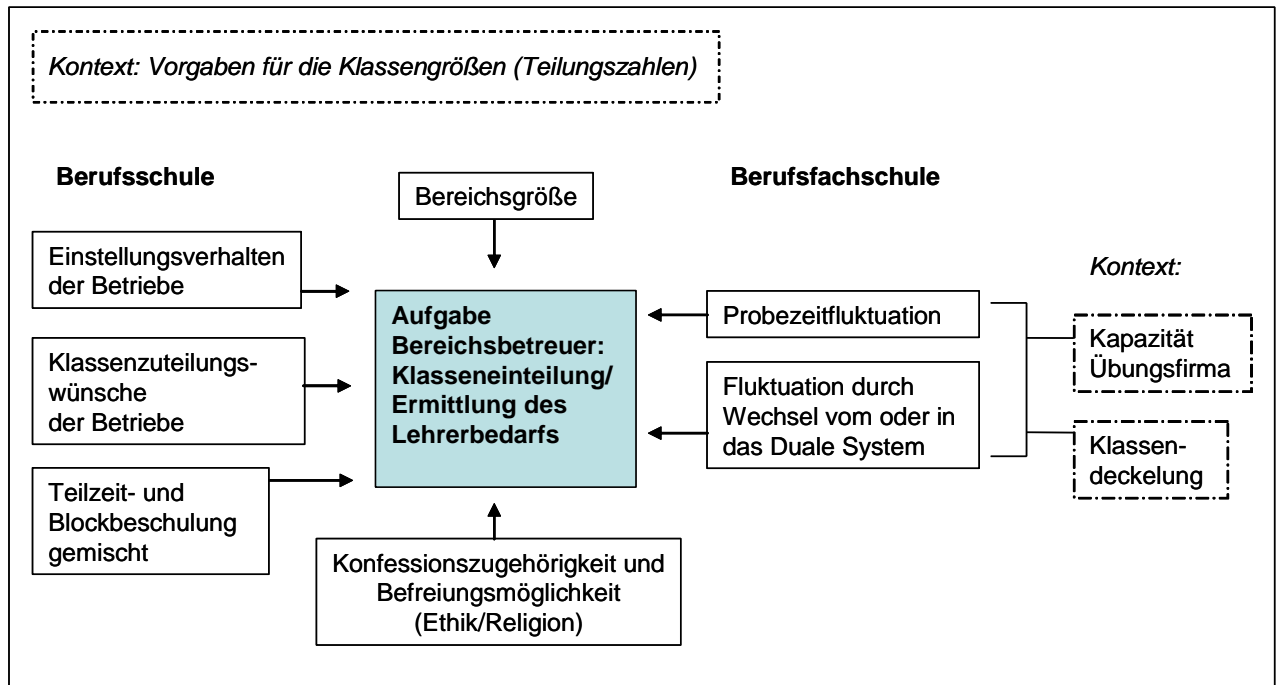 Kontext: Vorgaben für die Klassengrößen (Teilungszahlen)
Berufsschule
Einstellungsverhalten
der Betriebe
Klassenzuteilungs-
wünsche
der Betriebe
Teilzeit- und
Blockbeschulung
gemischt
Bereichsgröße
Aufgabe
Bereichsbetreuer:
Klasseneinteilung/
Ermittlung des
Lehrerbedarfs
Konfessionszugehörigkeit und
Befreiungsmöglichkeit
(Ethik/Religion)
Berufsfachschule
Probezeitfluktuation
Fluktuation durch
Wechsel vom oder in
das Duale System
Kontext:
Kapazität
Übungsfirma
Klassen-
deckelung